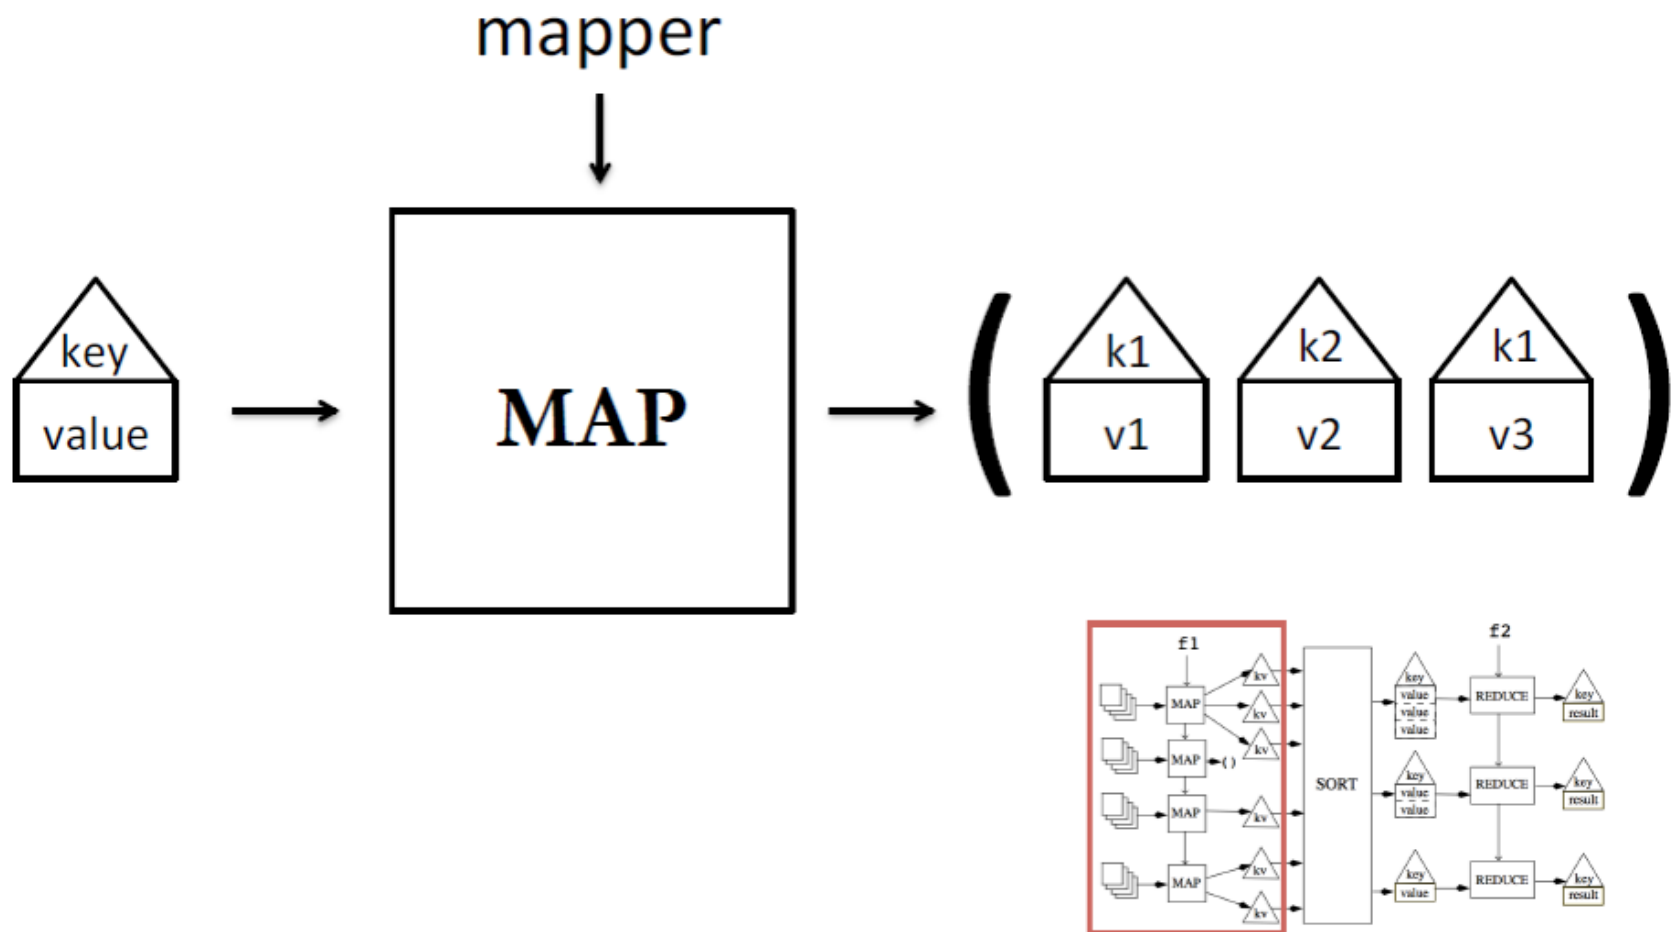 mapper
key
value
MAP
k1
v1
k2
v2
k1
v3
f1
MAP
kv
kv
kv
MAP
()
MAP
kv
MAP
kv
kv
SORT
key
value
value
value
key
value
value
key
value
f2
REDUCE
key
result
REDUCE
key
result
REDUCE
key
result